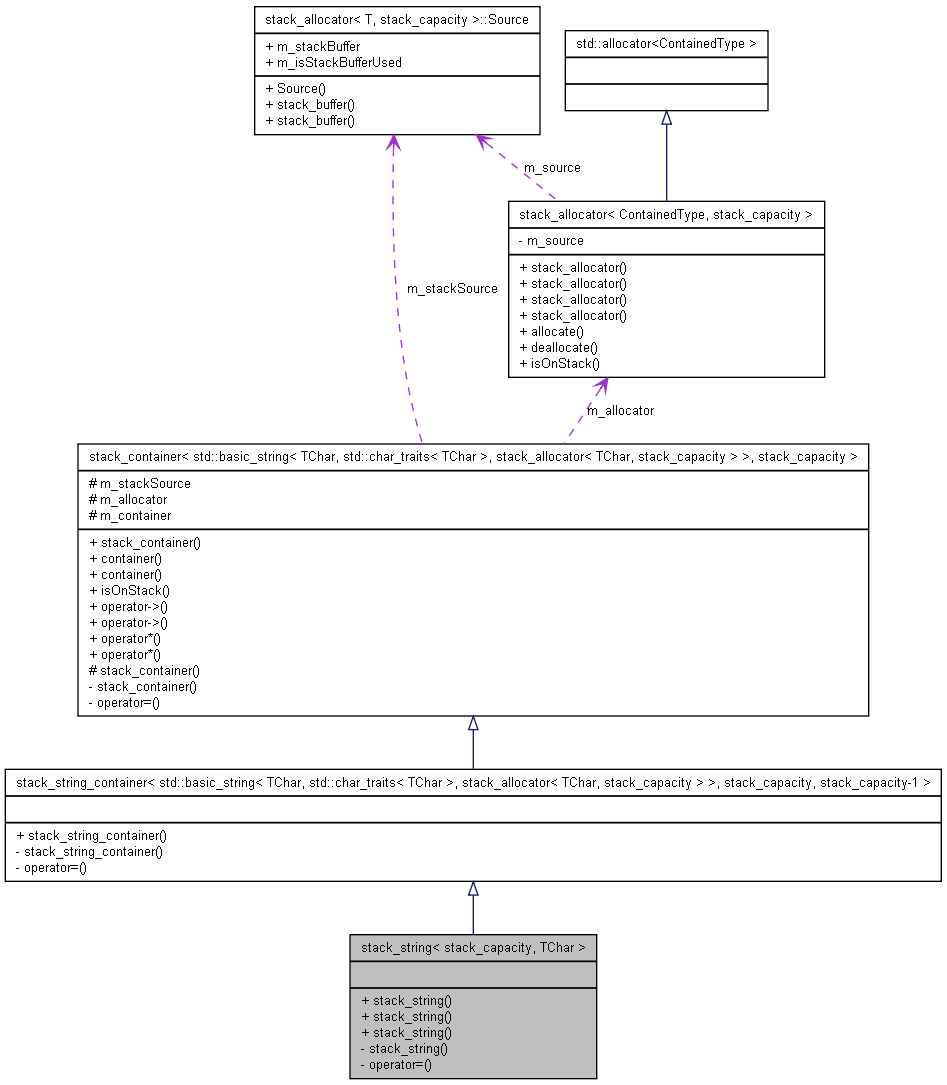 stack_allocator< T, stack_capacity >::Source
+ m_stackBuffer
+ m_isStackBufferUsed
+ Source()
+ stack_buffer()
+ stack_buffer()
std::allocator<ContainedType >
m_source
stack_allocator< ContainedType, stack_capacity >
- m_source
+ stack_allocator()
+ stack_allocator()
+ stack_allocator()
+ stack_allocator()
+ allocate()
+ deallocate()
+ isOnStack()
m_stackSource
m_allocator
stack_container< std::basic_string< TChar, std::char_traits< TChar >, stack_allocator< TChar, stack_capacity > >, stack_capacity >
# m_stackSource
# m_allocator
# m_container
+ stack_container()
+ container()
+ container()
+ isOnStack()
+ operator->()
+ operator->()
+ operator*()
+ operator*()
# stack_container()
- stack_container()
- operator=()
stack_string_container< std::basic_string< TChar, std::char_traits< TChar >, stack_allocator< TChar, stack_capacity > >, stack_capacity, stack_capacity-1 >
+ stack_string_container()
- stack_string_container()
- operator=()
stack_string< stack_capacity, TChar >
+ stack_string()
+ stack_string()
+ stack_string()
- stack_string()
- operator=()